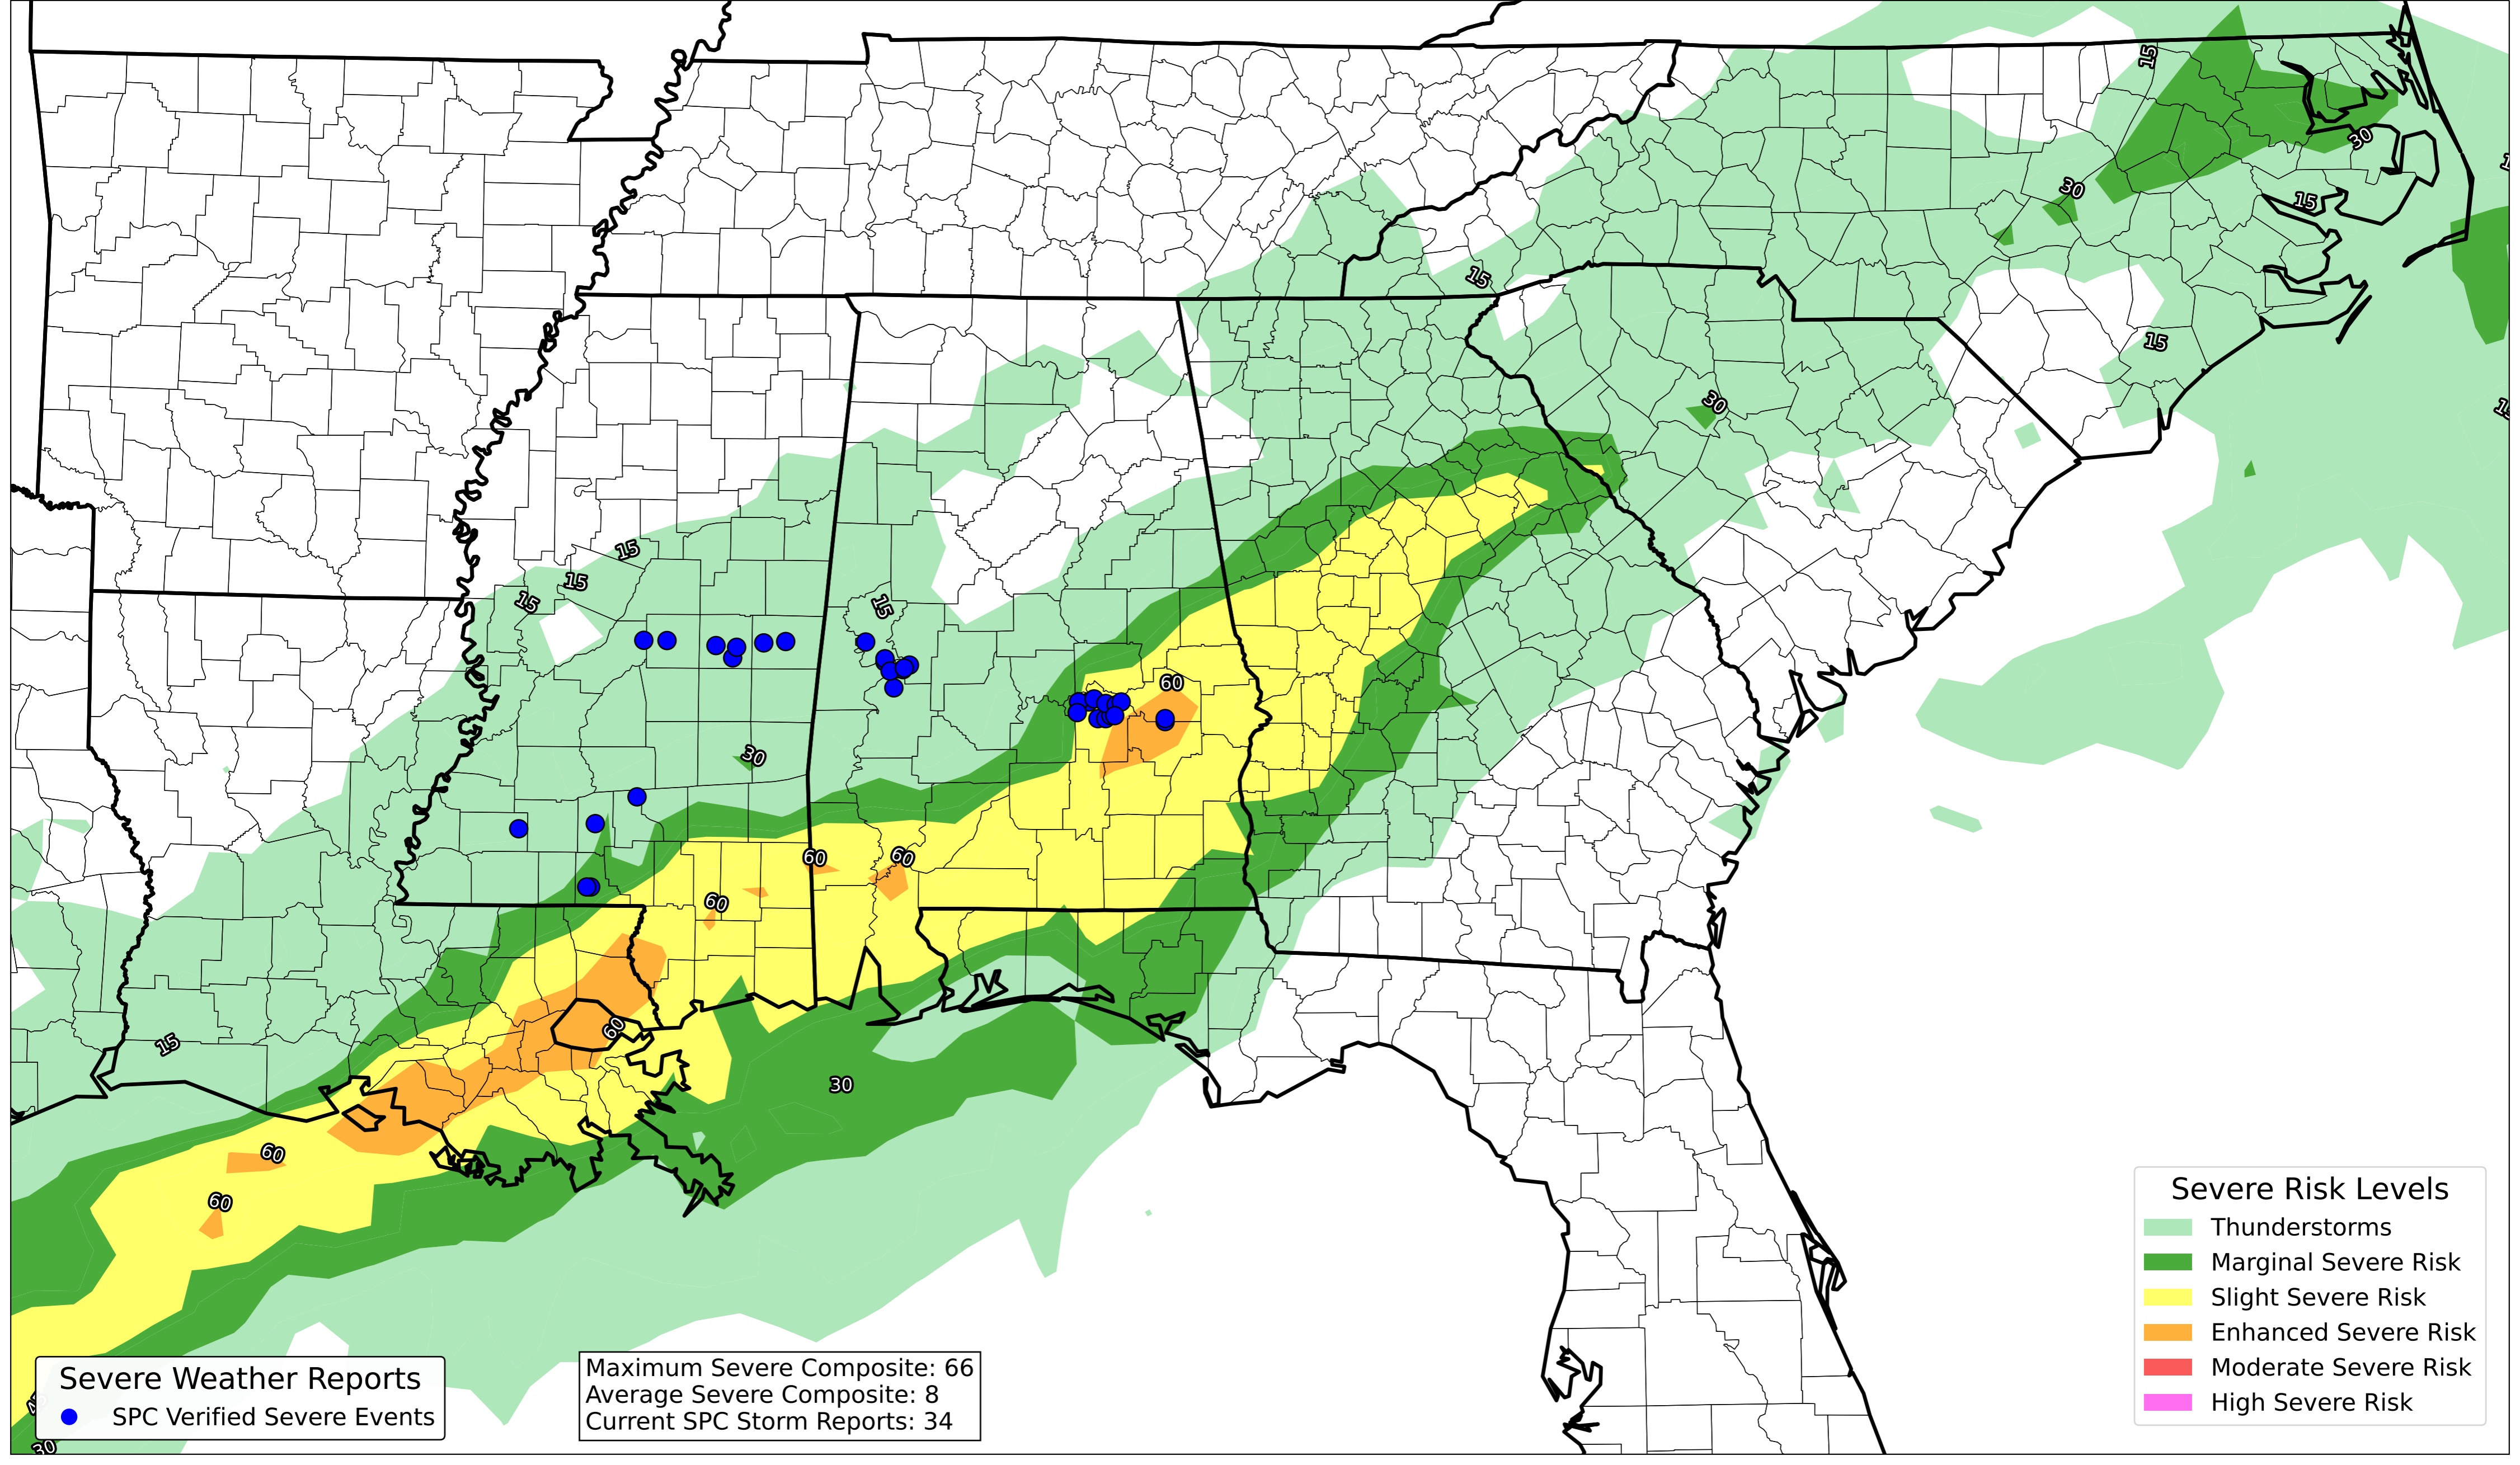 15
30
30
15
15
15
30
15
15
15
15
60
30
60
60
60
60
15
30
60
60
30
Severe Weather Reports
SPC Verified Severe Events
Maximum Severe Composite: 66
Average Severe Composite: 8
Current SPC Storm Reports: 34
Severe Risk Levels
Thunderstorms
Marginal Severe Risk
Slight Severe Risk
Enhanced Severe Risk
Moderate Severe Risk
High Severe Risk